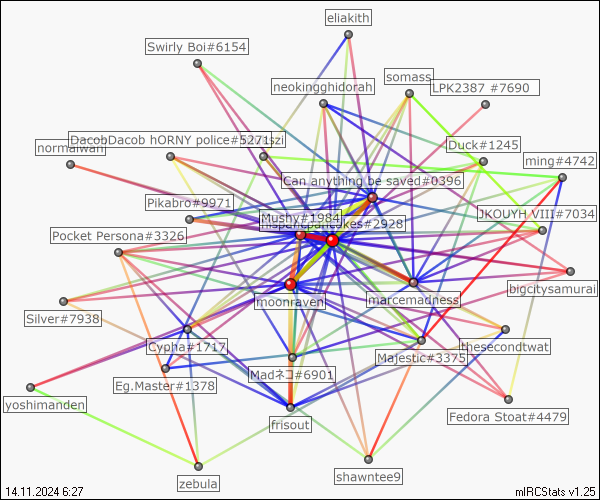 eliakith
Swirly Boi#6154
somass
neokingghidorah
LPK2387 #7690
DacobDacob hORNY police#5271
szi
normalwan
Duck#1245
ming#4742
Can anything be saved#0396
Pikabro#9971
JKOUYH VIII#7034
Mushy#1984
cakes#2928
Pocket Persona#3326
bigcitysamurai
moonraven
marcemadness
Silver#7938
Cypha#1717
Majestic#3375
thesecondtwat
Madネコ#6901
Eg.Master#1378
yoshimanden
Fedora Stoat#4479
frisout
shawntee9
zebula
14.11.2024 6:27
mIRCStats v1.25